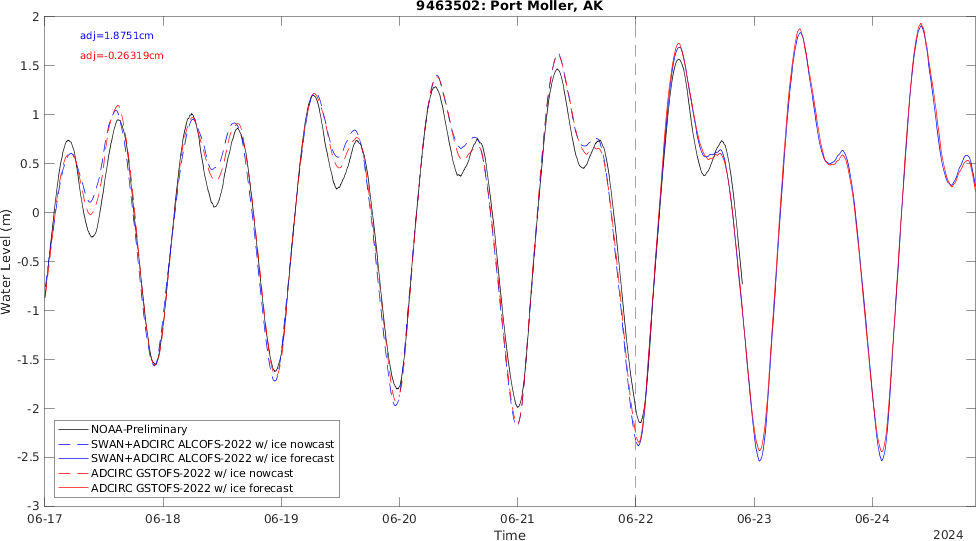 9463502: Port Moller, AK
adj=1.8751cm
adj=-0.26319cm
Water Level (m)
2
1.5
1
0.5
0
-0.5
-1
-1.5
-2
-2.5
-3
NOAA-Preliminary
SWAN+ADCIRC ALCOFS-2022 w/ ice nowcast
SWAN+ADCIRC ALCOFS-2022 w/ ice forecast
ADCIRC GSTOFS-2022 w/ ice nowcast
ADCIRC GSTOFS-2022 w/ ice forecast
06-17 06-18 06-19 06-20 06-21 06-22 06-23 06-24
Time
2024